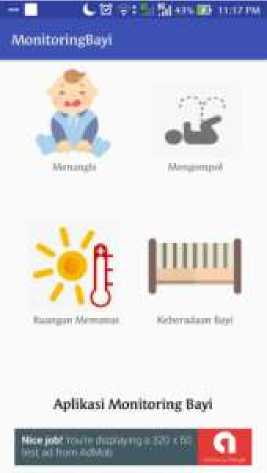 43% 11:17 PM
MonitoringBayi
Menangis
Mengompol
Ruangan Memanas
Keberadaan Bayi
Aplikasi Monitoring Bayi
Nice job! You're displaying a 320 x 50
test ad from AdMob